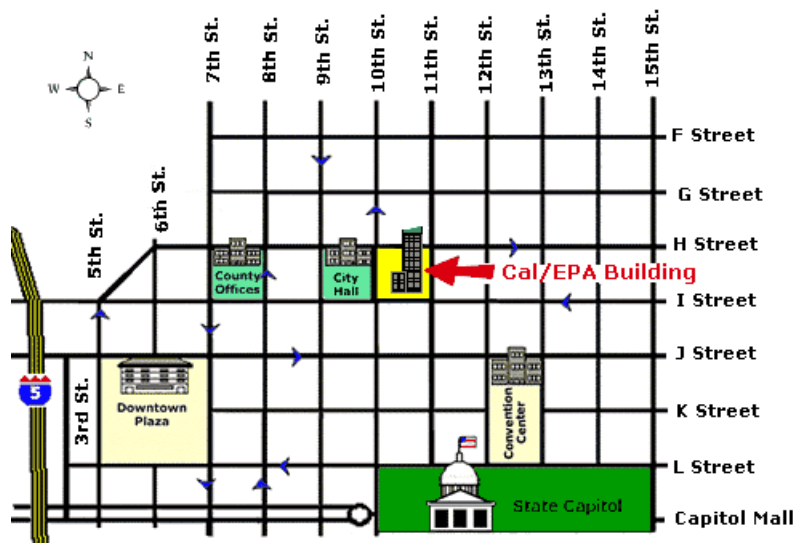 7th St.
8th St.
9th St.
10th St.
11th St.
12th St.
13th St.
14th St.
15th St.
N
W
E
S
F Street
6th St.
G Street
5th St.
H Street
County
Offices
City
Hall
Cal/EPA Building
I Street
J Street
5
3rd St.
Downtown
Plaza
Convention
Center
K Street
L Street
State Capitol
Capitol Mall